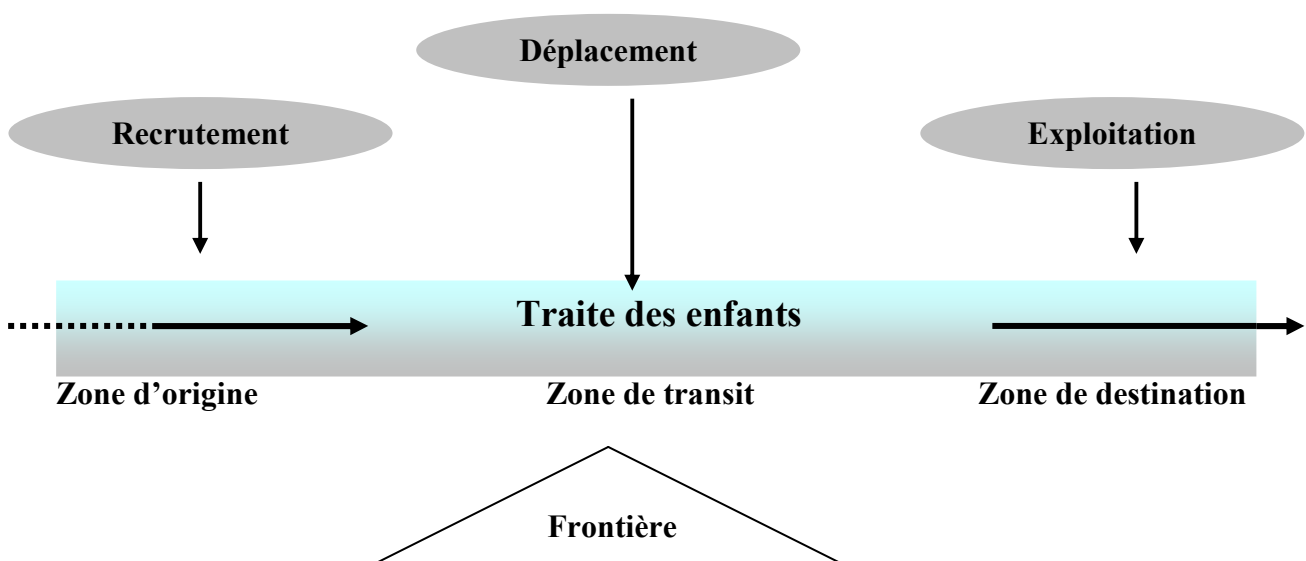 Déplacement
Recrutement
Exploitation
Traite des enfants
Zone d’origine
Zone de transit
Zone de destination
Frontière